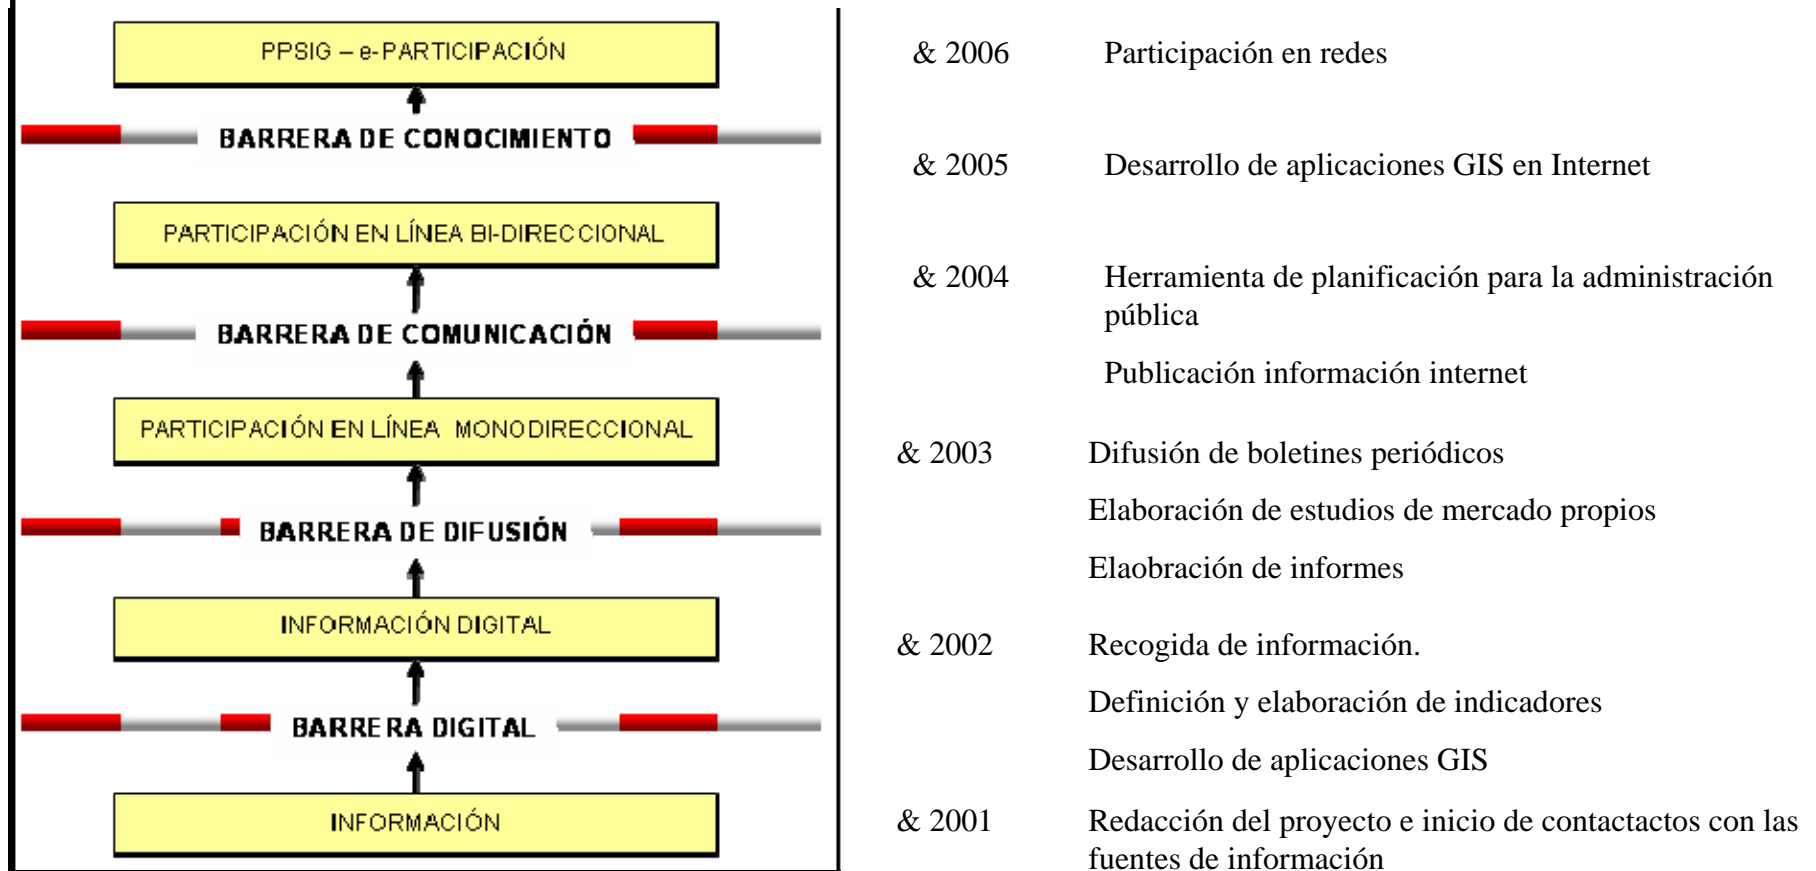 PPSIG – e-PARTICIPACIÓN
BARRERA DE CONOCIMIENTO
PARTICIPACIÓN EN LÍNEA BI-DIRECCIONAL
BARRERA DE COMUNICACIÓN
PARTICIPACIÓN EN LÍNEA MONODIRECCIONAL
BARRERA DE DIFUSIÓN
INFORMACIÓN DIGITAL
BARRERA DIGITAL
INFORMACIÓN
& 2006 Participación en redes
& 2005 Desarrollo de aplicaciones GIS en Internet
& 2004 Herramienta de planificación para la administración
pública
Publicación información internet
& 2003 Difusión de boletines periódicos
Elaboración de estudios de mercado propios
Elaobración de informes
& 2002 Recogida de información.
Definición y elaboración de indicadores
Desarrollo de aplicaciones GIS
& 2001 Redacción del proyecto e inicio de contactactos con las
fuentes de información